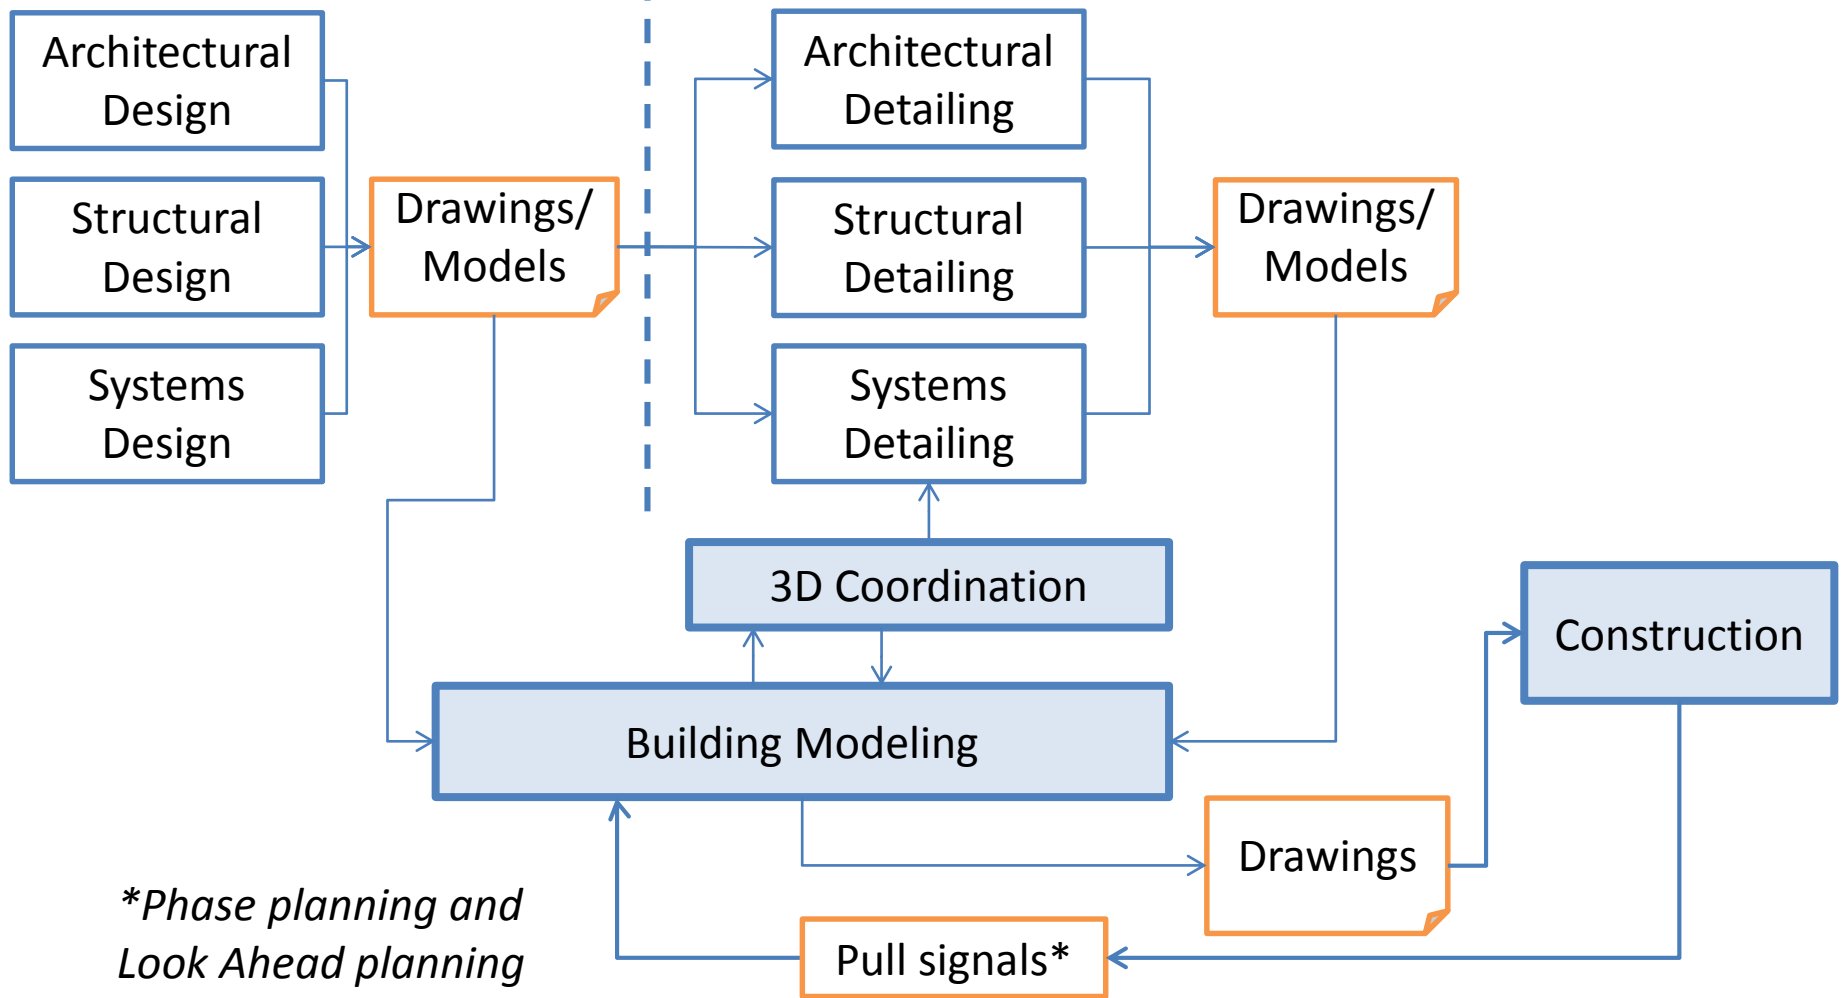 Architectural
Design
Structural
Design
Systems
Design
Drawings/
Models
Architectural
Detailing
Structural
Detailing
Systems
Detailing
Drawings/
Models
3D Coordination
Building Modeling
Construction
Drawings
Pull signals*
*Phase planning and
Look Ahead planning